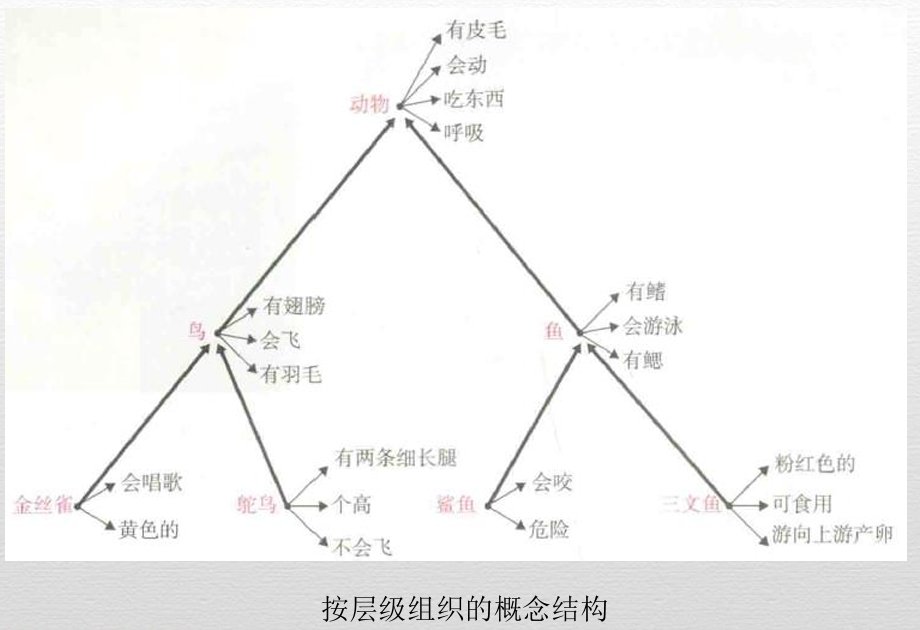 有皮毛
会动
动物
吃东西
呼吸
鸟
有翅膀
会飞
有羽毛
鱼
有鳍
会游泳
有鳃
金丝雀
会唱歌
黄色的
鸵鸟
有两条细长腿
个高
不会飞
鲨鱼
会咬
危险
三文鱼
粉红色的
可食用
游向上游产卵
按层级组织的概念结构